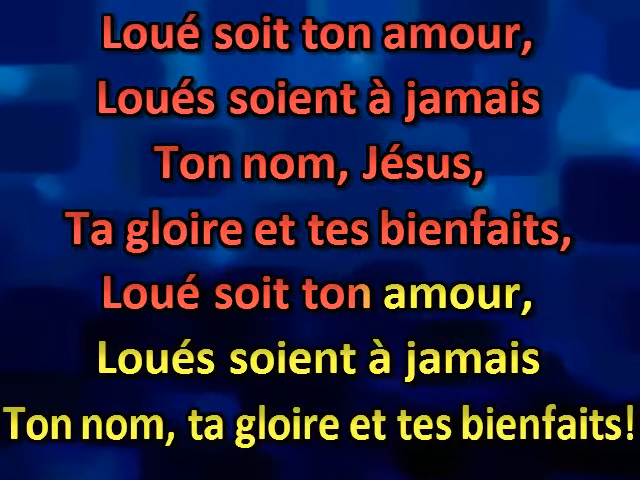 Loué soit ton amour,
Loués soient à jamais
Ton nom, Jésus,
Ta gloire et tes bienfaits,
Loué soit ton amour,
Loués soient à jamais
Ton nom, ta gloire et tes bienfaits!